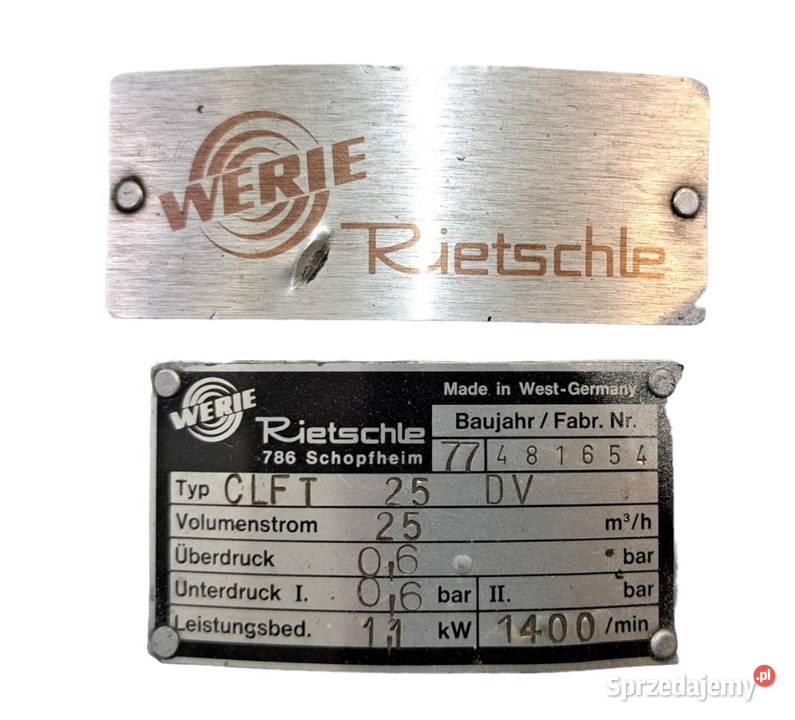 WERIE
Rietschle
WERIE
Rietschle
786 Schopfheim
Made in West-Germany
Baujahr / Fabr. Nr.
77 481654
Typ CLFT 25 DV
Volumenstrom 25 m³/h
Überdruck 0,6 bar
Unterdruck I. 0,6 bar II. bar
Leistungsbed. 1,1 kW 1400 /min
Sprzedajemy.pl